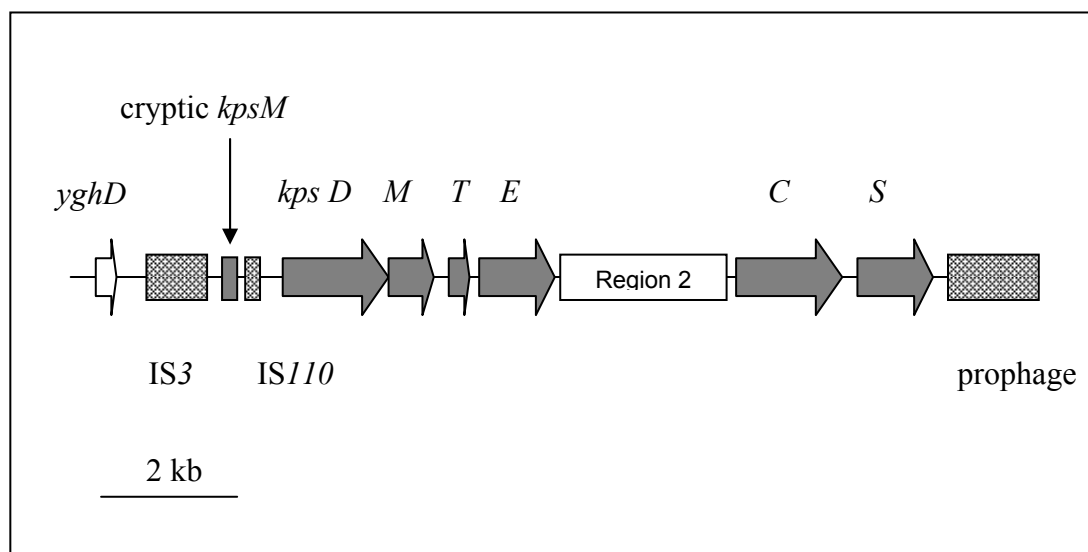 cryptic kpsM
yghD kps D M T E C S
Region 2
IS3 IS110 prophage
2 kb